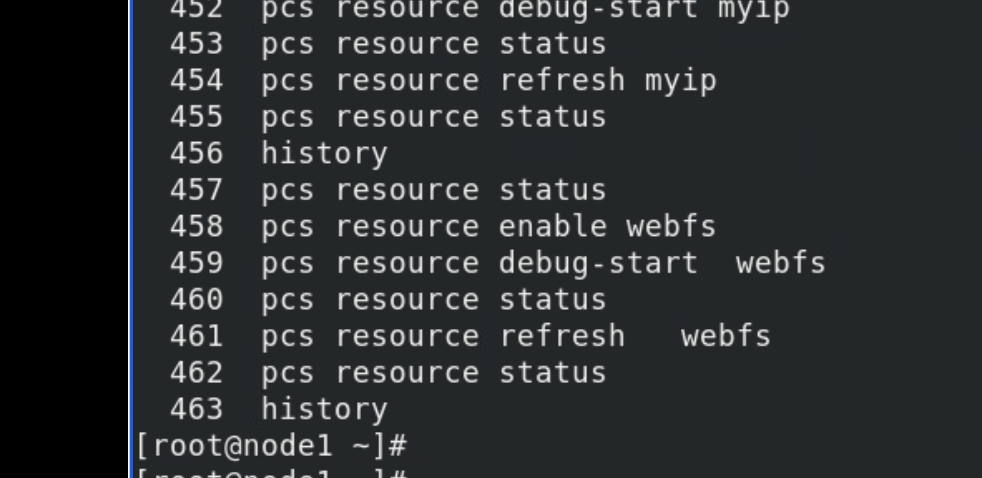 452  pcs resource debug-start myip
453  pcs resource status
454  pcs resource refresh myip
455  pcs resource status
456  history
457  pcs resource status
458  pcs resource enable webfs
459  pcs resource debug-start  webfs
460  pcs resource status
461  pcs resource refresh   webfs
462  pcs resource status
463  history
[root@node1 ~]#
[root@node1 ~]#